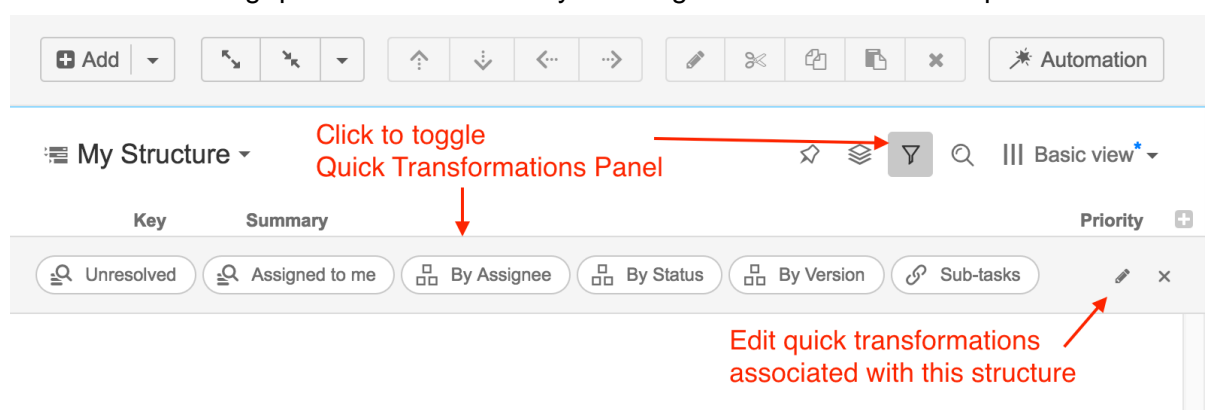 Add
Automation
My Structure
Click to toggle
Quick Transformations Panel
Basic view*
Key Summary Priority
Unresolved Assigned to me By Assignee By Status By Version Sub-tasks
Edit quick transformations
associated with this structure